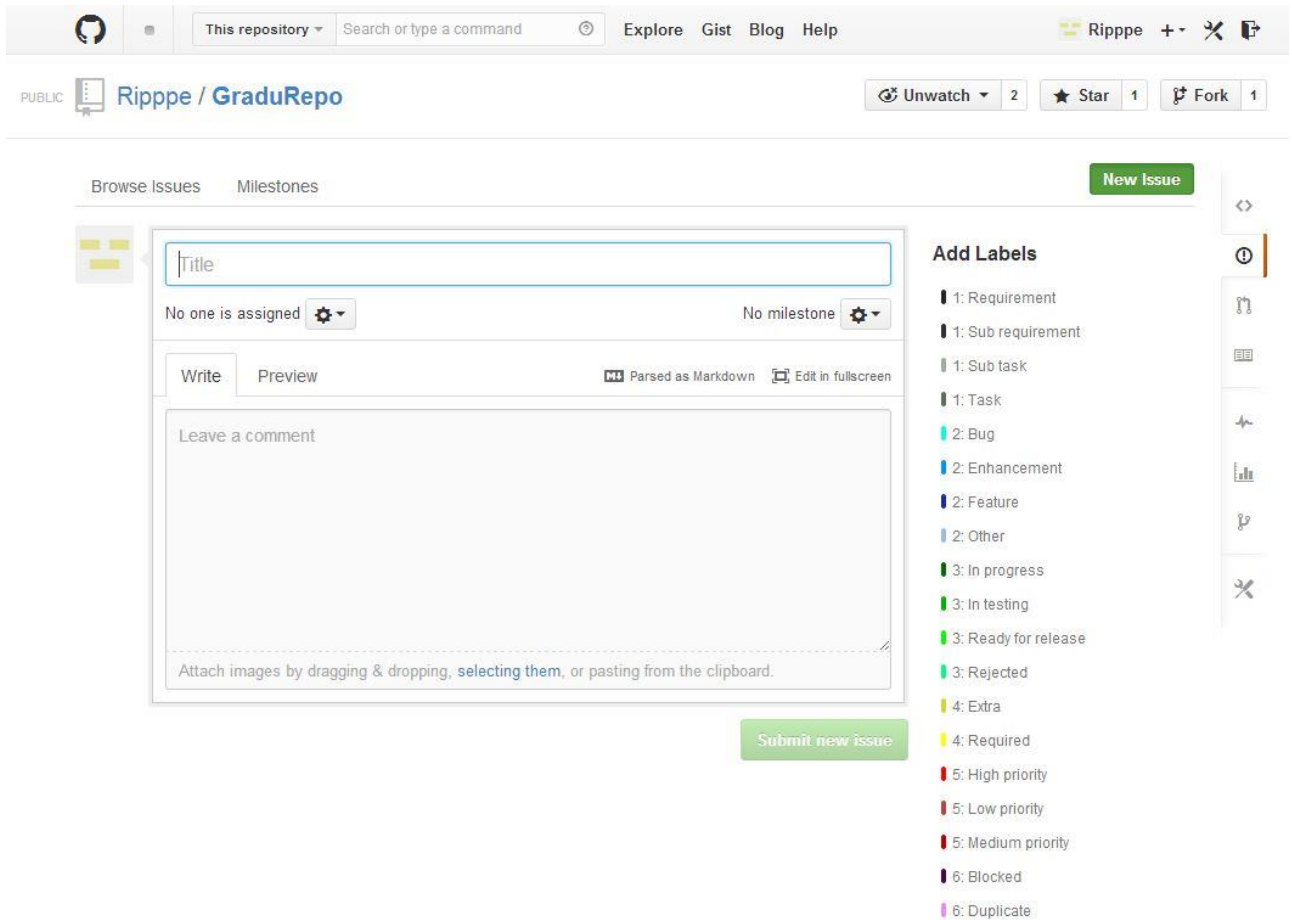 This repository Search or type a command Explore Gist Blog Help Ripppe
PUBLIC Ripppe / GraduRepo Unwatch 2 Star 1 Fork 1
Browse Issues Milestones New Issue
Title
No one is assigned No milestone
Write Preview Parsed as Markdown Edit in fullscreen
Leave a comment
Attach images by dragging & dropping, selecting them, or pasting from the clipboard.
Submit new issue
Add Labels
1: Requirement
1: Sub requirement
1: Sub task
1: Task
2: Bug
2: Enhancement
2: Feature
2: Other
3: In progress
3: In testing
3: Ready for release
3: Rejected
4: Extra
4: Required
5: High priority
5: Low priority
5: Medium priority
6: Blocked
6: Duplicate